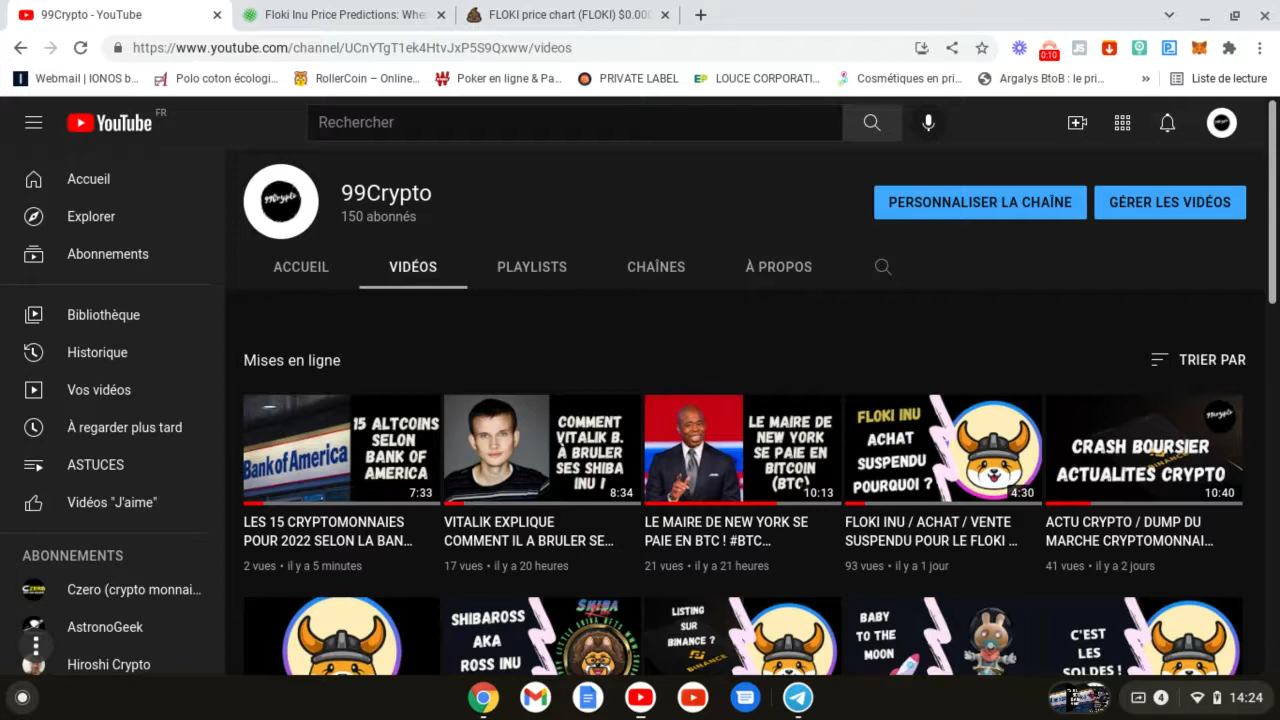 99Crypto - YouTube
Floki Inu Price Predictions: Whe
FLOKI price chart (FLOKI) $0.000
https://www.youtube.com/channel/UCnYTgT1ek4HtvJxP5S9Qxww/videos
0:10
Webmail | IONOS b...
Polo coton écologi...
RollerCoin – Online...
Poker en ligne & Pa...
PRIVATE LABEL
LOUCE CORPORATI...
Cosmétiques en pri...
Argalys BtoB : le pri...
»
Liste de lecture
YouTube FR
Rechercher
Accueil
Explorer
Abonnements
Bibliothèque
Historique
Vos vidéos
À regarder plus tard
ASTUCES
Vidéos "J'aime"
ABONNEMENTS
Czero (crypto monnai...
AstronoGeek
Hiroshi Crypto
99Crypto
99Crypto
150 abonnés
PERSONNALISER LA CHAÎNE
GÉRER LES VIDÉOS
ACCUEIL
VIDÉOS
PLAYLISTS
CHAÎNES
À PROPOS
Mises en ligne
TRIER PAR
Bank of America
15 ALTCOINS
SELON
BANK OF
AMERICA
7:33
LES 15 CRYPTOMONNAIES
POUR 2022 SELON LA BAN...
2 vues • il y a 5 minutes
COMMENT
VITALIK B.
À BRULER
SES SHIBA
INU !
8:34
VITALIK EXPLIQUE
COMMENT IL A BRULER SE...
17 vues • il y a 20 heures
LE MAIRE DE
NEW YORK
SE PAIE EN
BITCOIN
(BTC)
10:13
LE MAIRE DE NEW YORK SE
PAIE EN BTC ! #BTC...
21 vues • il y a 21 heures
FLOKI INU
ACHAT
SUSPENDU
POURQUOI ?
4:30
FLOKI INU / ACHAT / VENTE
SUSPENDU POUR LE FLOKI ...
93 vues • il y a 1 jour
CRASH BOURSIER
ACTUALITES CRYPTO
10:40
ACTU CRYPTO / DUMP DU
MARCHE CRYPTOMONNAI...
41 vues • il y a 2 jours
SHIBAROSS
AKA
ROSS INU
SHIBA
LISTING
SUR
BINANCE ?
BINANCE
BABY
TO THE
MOON
C'EST
LES
SOLDES !
4
14:24